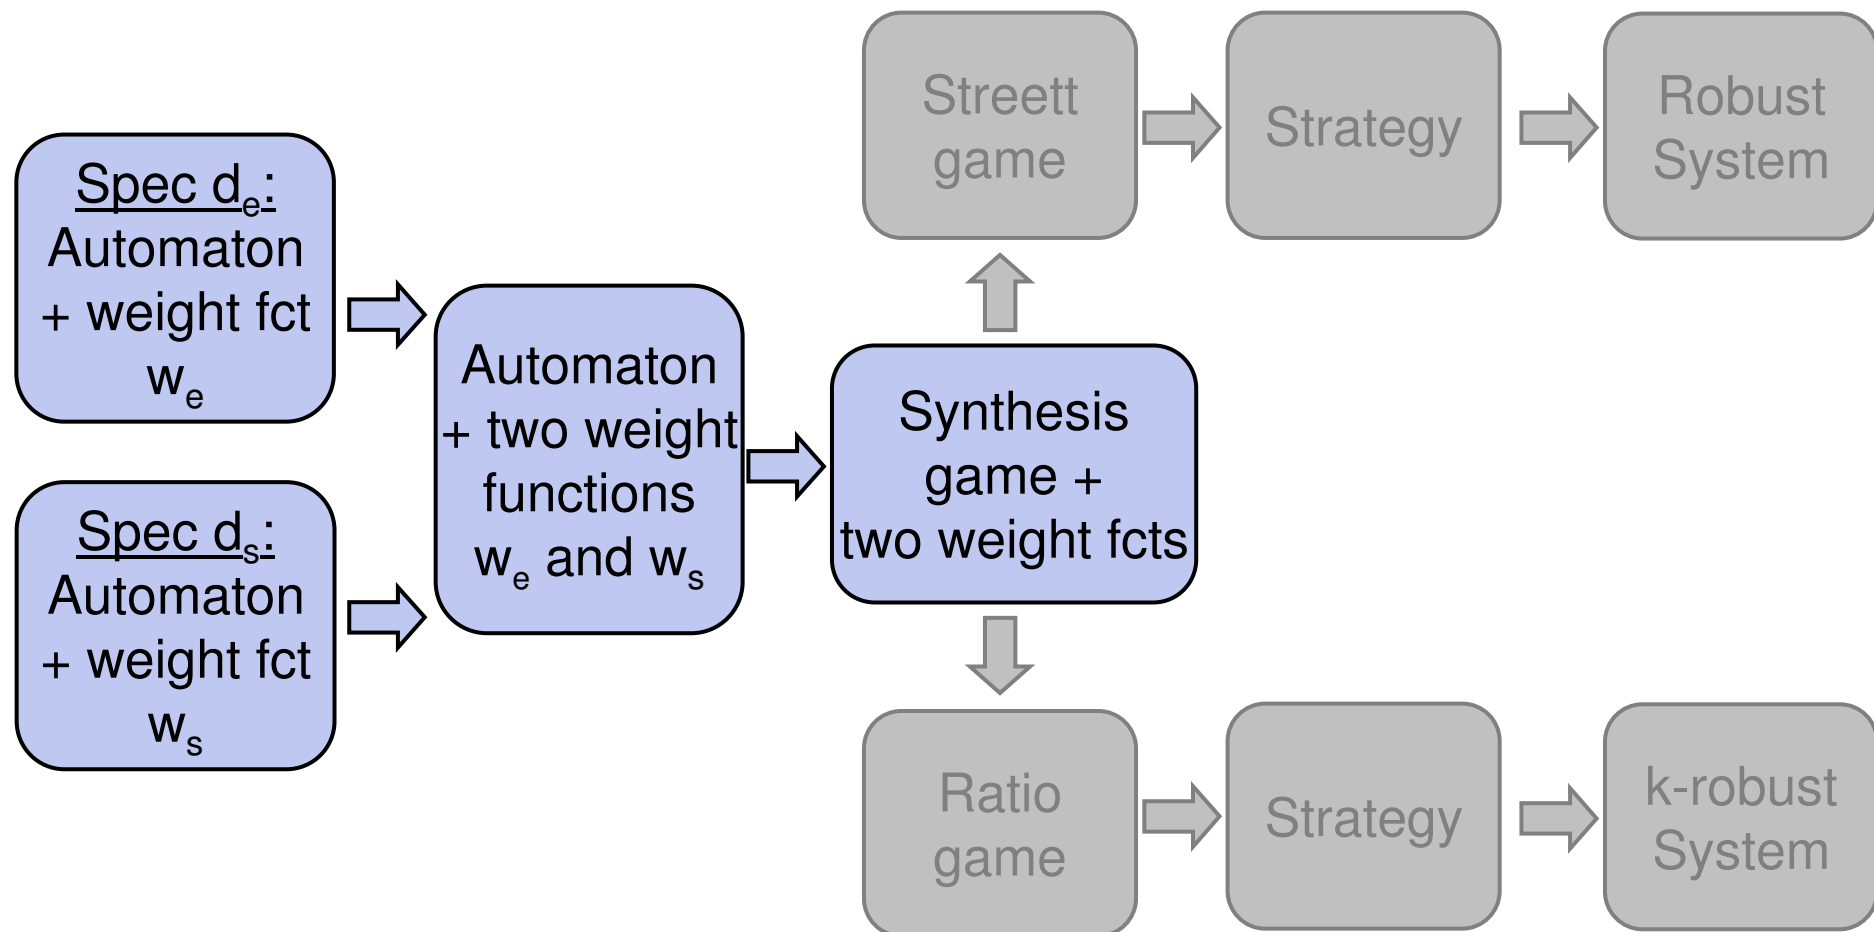 Spec dₑ:
Automaton
+ weight fct
wₑ
Spec dₛ:
Automaton
+ weight fct
wₛ
Automaton
+ two weight
functions
wₑ and wₛ
Synthesis
game +
two weight fcts
Streett
game
Strategy
Robust
System
Ratio
game
Strategy
k-robust
System